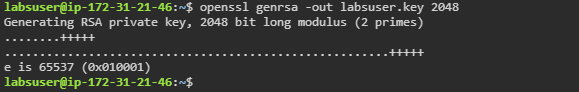 labsuser@ip-172-31-21-46:~$ openssl genrsa -out labsuser.key 2048
Generating RSA private key, 2048 bit long modulus (2 primes)
........+++++
.......................................................+++++
e is 65537 (0x010001)
labsuser@ip-172-31-21-46:~$